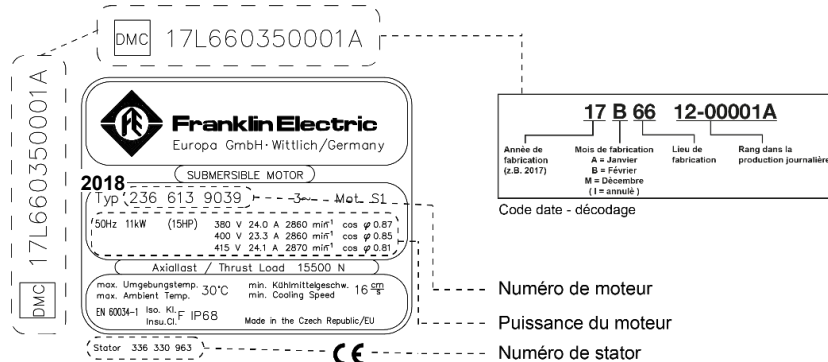 DMC 17L660350001A
DMC 17L660350001A
FE
Franklin Electric
Europa GmbH·Wittlich/Germany
SUBMERSIBLE MOTOR
2018
Typ 236 613 9039 3~ Mot. S1
50Hz 11kW (15HP) 380 V 24.0 A 2860 min⁻¹ cos φ 0.87
400 V 23.3 A 2860 min⁻¹ cos φ 0.85
415 V 24.1 A 2870 min⁻¹ cos φ 0.81
Axiallast / Thrust Load 15500 N
max. Umgebungstemp. 30°C min. Kühlmittelgeschw. 16 cm/s
max. Ambient Temp. min. Cooling Speed
EN 60034-1 Iso. Kl. F IP68 Made in the Czech Republic/EU
Insu.Cl.
Stator 336 330 963
CE
17 B 66 12-00001A
Année de fabrication (z.B. 2017)
Mois de fabrication
A = Janvier
B = Février
M = Dècembre
( I = annulè )
Lieu de fabrication
Rang dans la production journalière
Code date - décodage
Numéro de moteur
Puissance du moteur
Numéro de stator